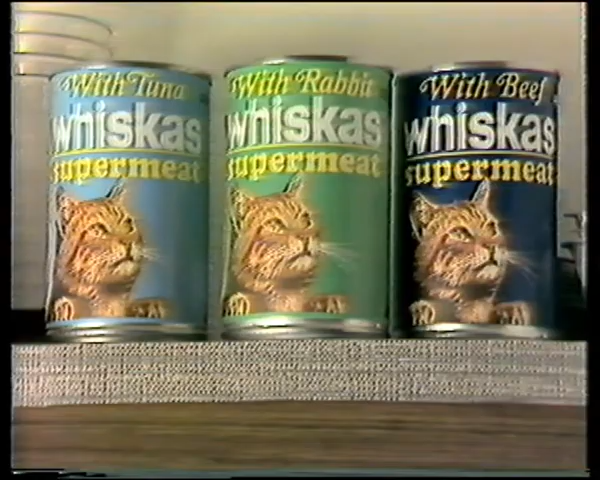 With Tuna
whiskas
supermeat
With Rabbit
whiskas
supermeat
With Beef
whiskas
supermeat